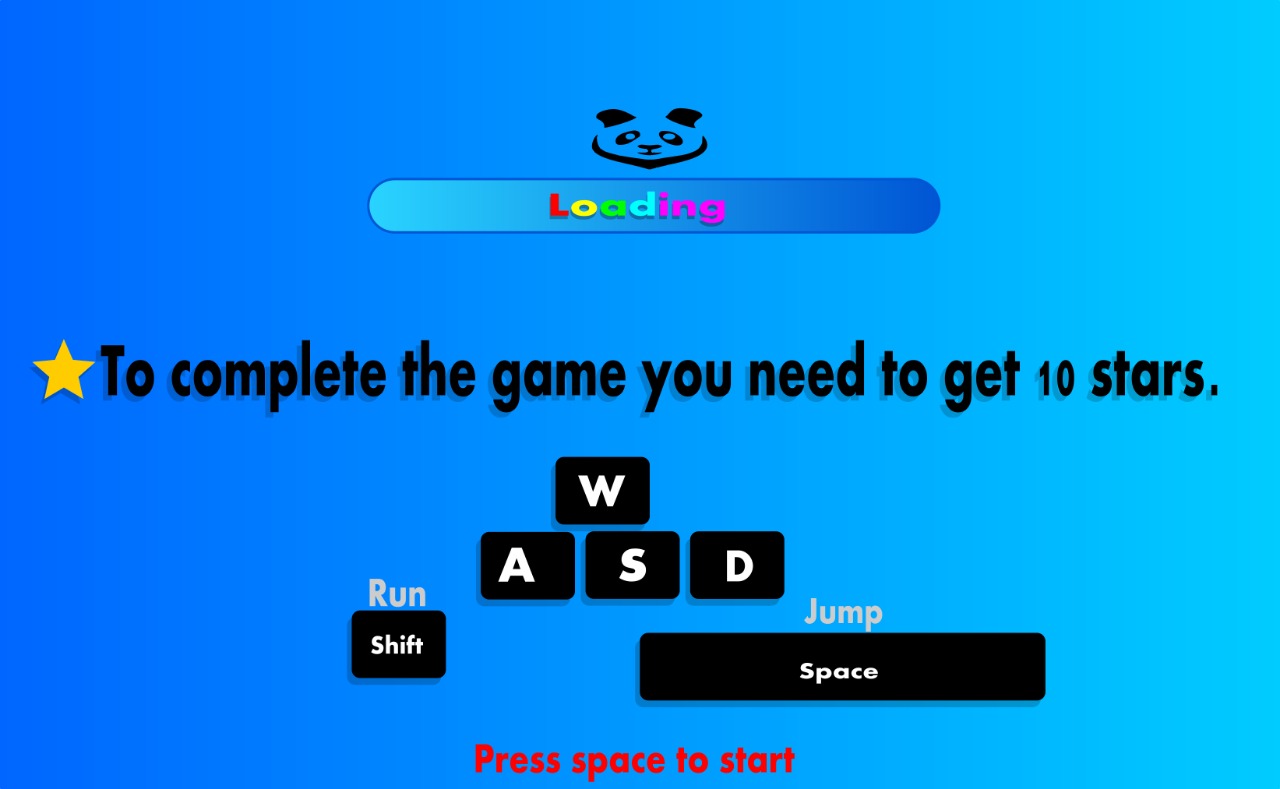 Loading
To complete the game you need to get 10 stars.
W
A S D
Run
Jump
Shift
Space
Press space to start